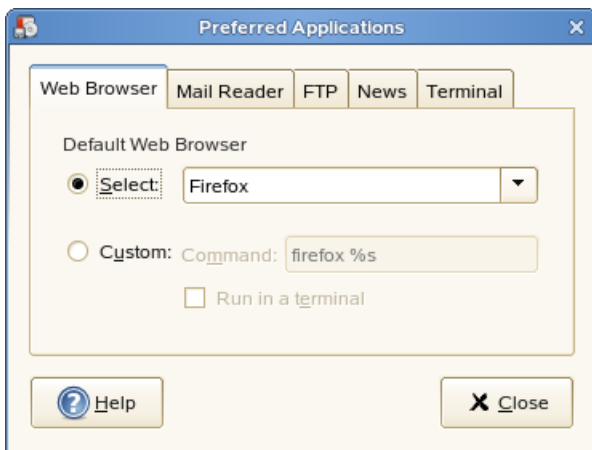 Preferred Applications
Web Browser Mail Reader FTP News Terminal
Default Web Browser
Select: Firefox
Custom: Command: firefox %s
Run in a terminal
Help Close